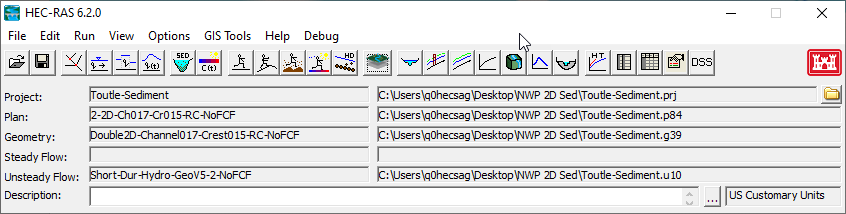 HEC-RAS 6.2.0
File Edit Run View Options GIS Tools Help Debug
SED C(t) HD HT DSS
Project: Toutle-Sediment C:\Users\q0hecsag\Desktop\NWP 2D Sed\Toutle-Sediment.prj
Plan: 2-2D-Ch017-Cr015-RC-NoFCF C:\Users\q0hecsag\Desktop\NWP 2D Sed\Toutle-Sediment.p84
Geometry: Double2D-Channel017-Crest015-RC-NoFCF C:\Users\q0hecsag\Desktop\NWP 2D Sed\Toutle-Sediment.g39
Steady Flow:
Unsteady Flow: Short-Dur-Hydro-GeoV5-2-NoFCF C:\Users\q0hecsag\Desktop\NWP 2D Sed\Toutle-Sediment.u10
Description: ... US Customary Units